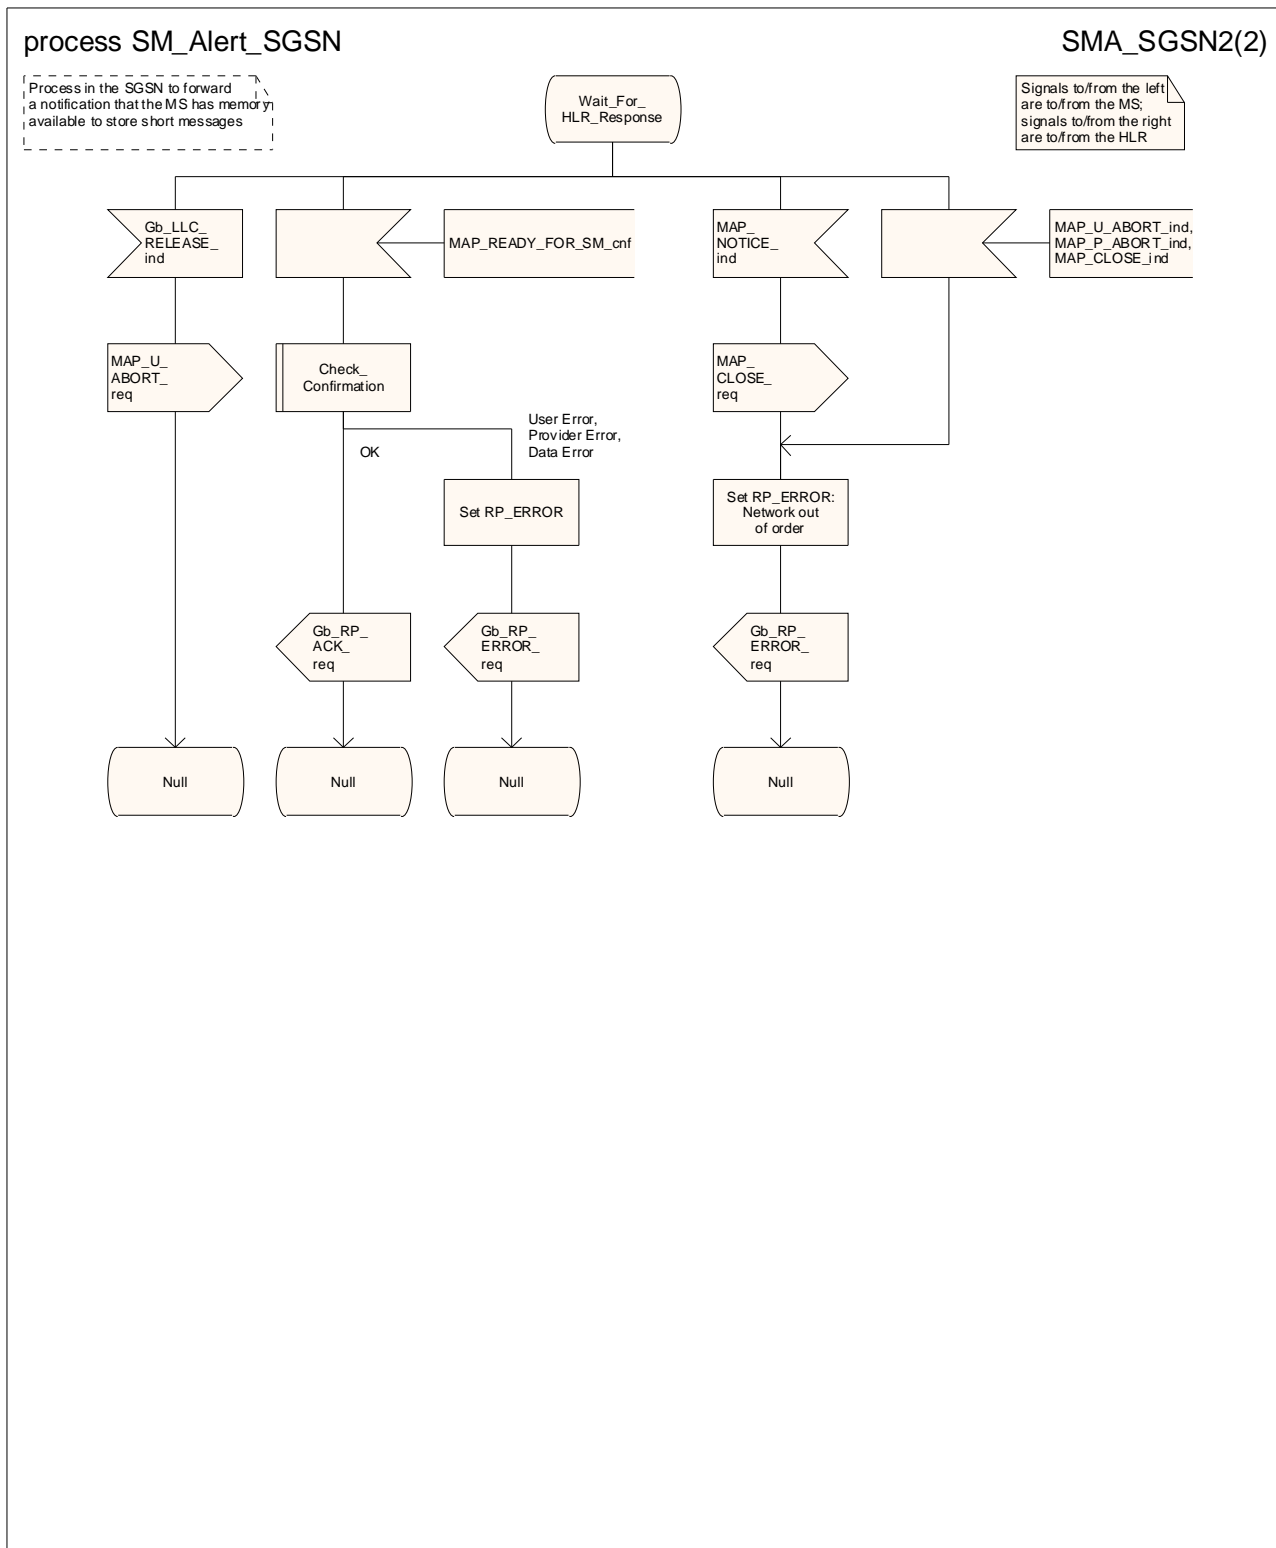 process SM_Alert_SGSN
SMA_SGSN2(2)
Process in the SGSN to forward
a notification that the MS has memory
available to store short messages
Wait_For_
HLR_Response
Signals to/from the left
are to/from the MS;
signals to/from the right
are to/from the HLR
Gb_LLC_
RELEASE_
ind
MAP_READY_FOR_SM_cnf
MAP_
NOTICE_
ind
MAP_U_ABORT_ind,
MAP_P_ABORT_ind,
MAP_CLOSE_ind
MAP_U_
ABORT_
req
Check_
Confirmation
MAP_
CLOSE_
req
OK
User Error,
Provider Error,
Data Error
Set RP_ERROR
Set RP_ERROR:
Network out
of order
Gb_RP_
ACK_
req
Gb_RP_
ERROR_
req
Gb_RP_
ERROR_
req
Null
Null
Null
Null